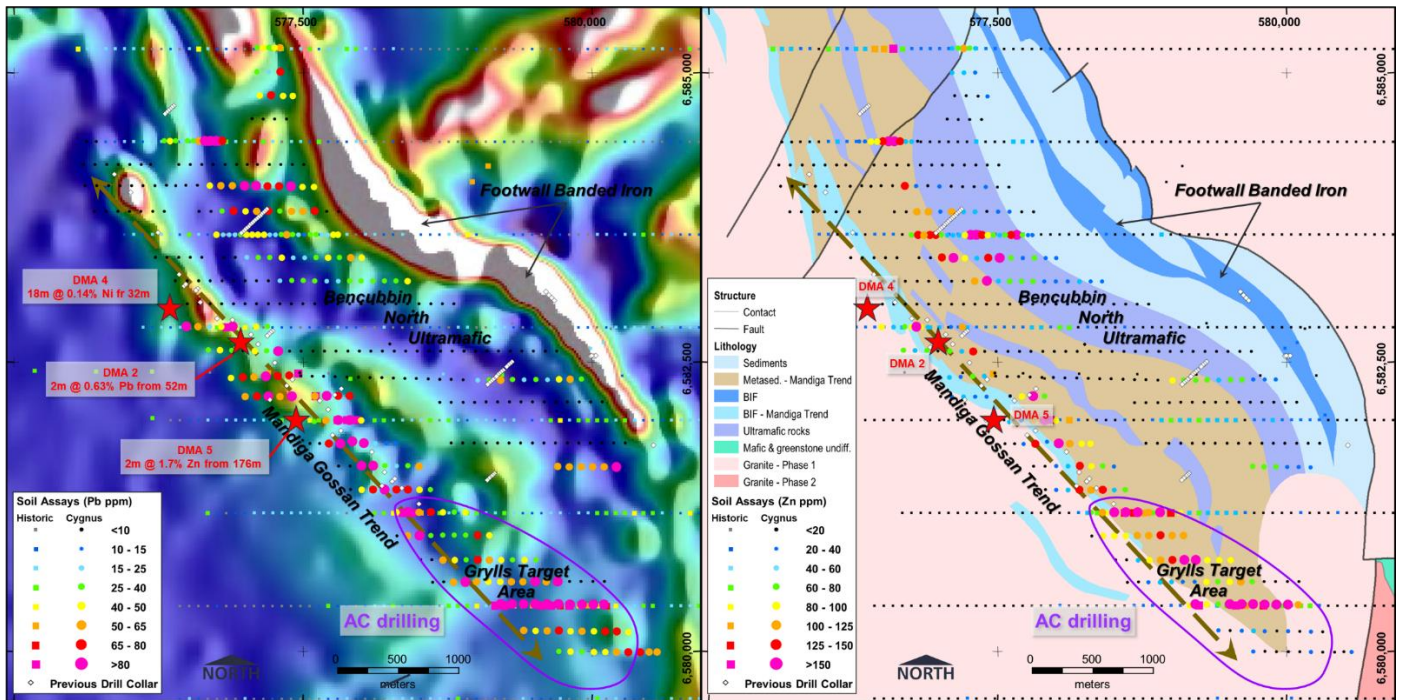 577,500
580,000
6,585,000
Footwall Banded Iron
DMA 4
18m @ 0.14% Ni fr 32m
Bencubbin
North
Ultramafic
6,582,500
DMA 2
2m @ 0.63% Pb from 52m
DMA 5
2m @ 1.7% Zn from 176m
Mandiga Gossan Trend
Soil Assays (Pb ppm)
Historic Cygnus
<10
10 - 15
15 - 25
25 - 40
40 - 50
50 - 65
65 - 80
>80
Previous Drill Collar
Grylls Target
Area
AC drilling
NORTH
0 500 1000
meters
6,580,000
577,500
580,000
6,585,000
Footwall Banded Iron
DMA 4
Bencubbin
North
Ultramafic
6,582,500
DMA 2
DMA 5
Mandiga Gossan Trend
Structure
Contact
Fault
Lithology
Sediments
Metased. - Mandiga Trend
BIF
BIF - Mandiga Trend
Ultramafic rocks
Mafic & greenstone undiff.
Granite - Phase 1
Granite - Phase 2
Soil Assays (Zn ppm)
Historic Cygnus
<20
20 - 40
40 - 60
60 - 80
80 - 100
100 - 125
125 - 150
>150
Previous Drill Collar
Grylls Target
Area
AC drilling
NORTH
0 500 1000
meters
6,580,000